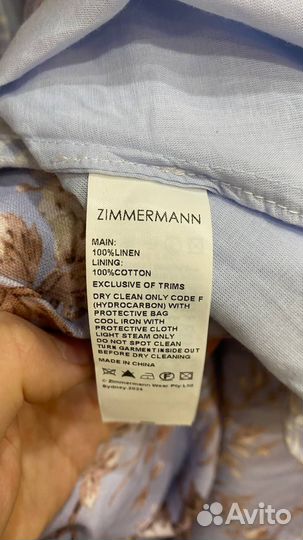 ZIMMERMANN
MAIN:
100%LINEN
LINING:
100%COTTON
EXCLUSIVE OF TRIMS
DRY CLEAN ONLY CODE F
(HYDROCARBON) WITH
PROTECTIVE BAG
COOL IRON WITH
PROTECTIVE CLOTH
LIGHT STEAM ONLY
DO NOT SPOT CLEAN
TURN GARMENT INSIDE OUT
BEFORE DRY CLEANING
MADE IN CHINA
© Zimmermann Wear Pty Ltd
Sydney
Avito